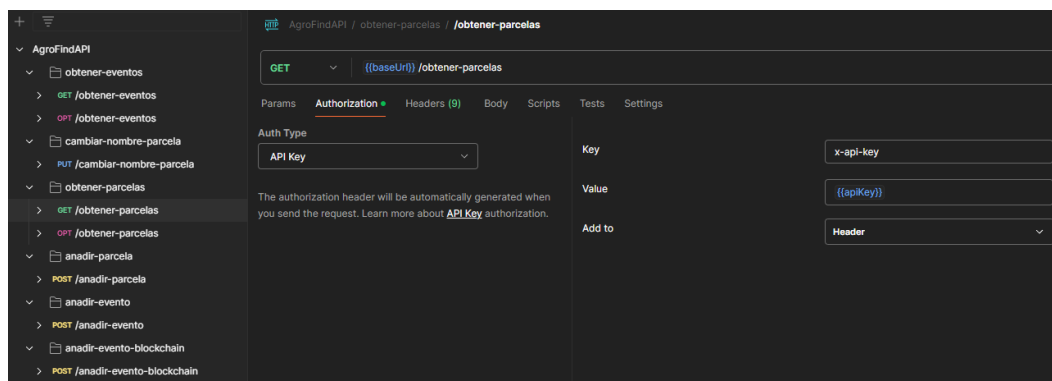 AgroFindAPI
obtener-eventos
GET /obtener-eventos
OPT /obtener-eventos
cambiar-nombre-parcela
PUT /cambiar-nombre-parcela
obtener-parcelas
GET /obtener-parcelas
OPT /obtener-parcelas
anadir-parcela
POST /anadir-parcela
anadir-evento
POST /anadir-evento
anadir-evento-blockchain
POST /anadir-evento-blockchain
HTTP AgroFindAPI / obtener-parcelas / /obtener-parcelas
GET {{baseUrl}} /obtener-parcelas
Params Authorization Headers (9) Body Scripts Tests Settings
Auth Type
API Key
The authorization header will be automatically generated when
you send the request. Learn more about API Key authorization.
Key x-api-key
Value {{apiKey}}
Add to Header